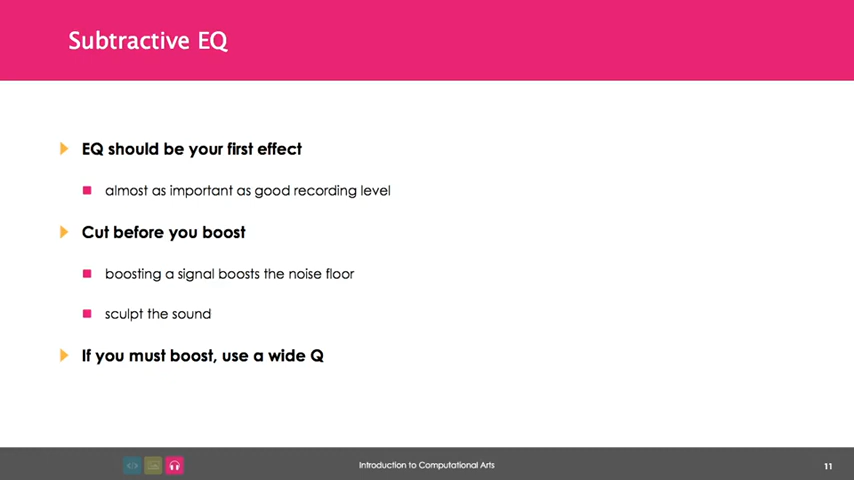 Subtractive EQ
EQ should be your first effect
almost as important as good recording level
Cut before you boost
boosting a signal boosts the noise floor
sculpt the sound
If you must boost, use a wide Q
Introduction to Computational Arts
11